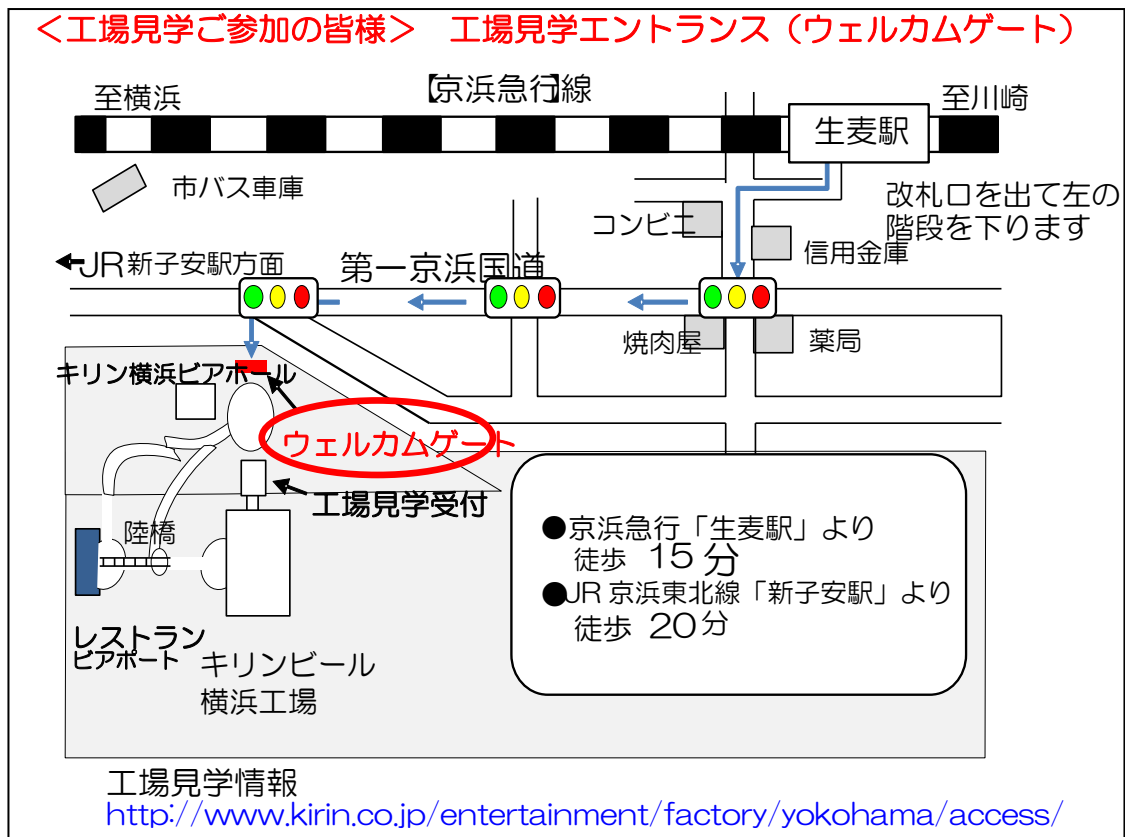 ＜工場見学ご参加の皆様＞　工場見学エントランス（ウェルカムゲート）
【京浜急行】線
至横浜
至川崎
生麦駅
市バス車庫
改札口を出て左の
階段を下ります
コンビニ
信用金庫
←JR新子安駅方面
第一京浜国道
焼肉屋
薬局
キリン横浜ビアホール
ウェルカムゲート
工場見学受付
陸橋
●京浜急行「生麦駅」より
徒歩 15分
●JR京浜東北線「新子安駅」より
徒歩 20分
レストラン
ビアポート
キリンビール
横浜工場
工場見学情報
http://www.kirin.co.jp/entertainment/factory/yokohama/access/